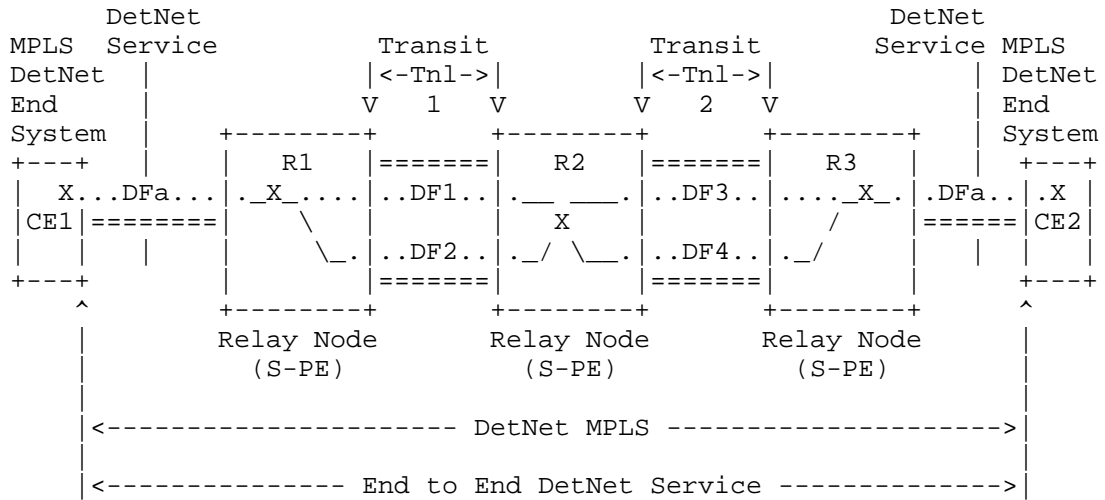 DetNet                                             DetNet
MPLS  Service          Transit          Transit       Service MPLS
DetNet  |             |<-Tnl->|        |<-Tnl->|            |  DetNet
End     |             V   1   V        V   2   V            |  End
System  |    +--------+       +--------+       +--------+   |  System
+---+   |    |   R1   |=======|   R2   |=======|   R3   |   |   +---+
|  X...DFa...|._X_....|..DF1..|.__ ___.|..DF3..|...._X_.|.DFa..|.X  |
|CE1|========|    \   |       |   X    |       |   /    |======|CE2|
|   |   |    |     \_.|..DF2..|._/ \__.|..DF4..|._/     |   |  |   |
+---+        |        |=======|        |=======|        |      +---+
^        +--------+       +--------+       +--------+      ^
|        Relay Node       Relay Node       Relay Node      |
|          (S-PE)           (S-PE)           (S-PE)        |
|                                                          |
|<---------------------- DetNet MPLS --------------------->|
|                                                          |
|<--------------- End to End DetNet Service -------------->|